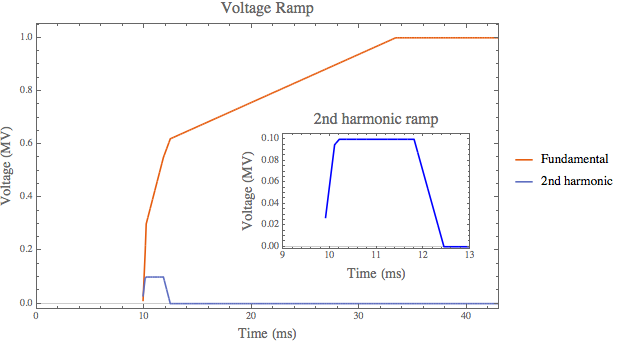 Voltage Ramp
Voltage (MV)
1.0
0.8
0.6
0.4
0.2
0.0
0 10 20 30 40
Time (ms)
2nd harmonic ramp
Voltage (MV)
0.10
0.08
0.06
0.04
0.02
0.00
9 10 11 12 13
Time (ms)
Fundamental
2nd harmonic